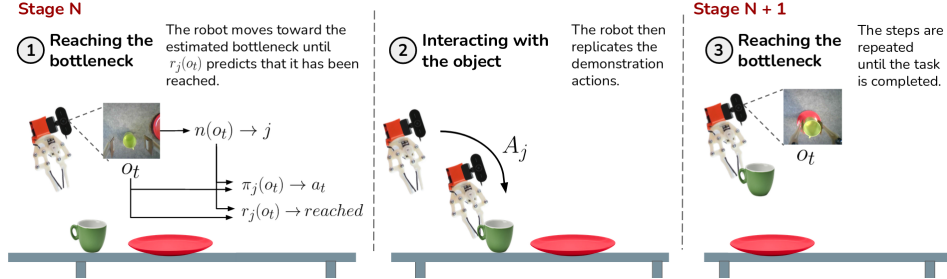 Stage N
1 Reaching the
bottleneck
The robot moves toward the
estimated bottleneck until
r_j(o_t) predicts that it has been
reached.
n(o_t) → j
o_t
π_j(o_t) → a_t
r_j(o_t) → reached
2 Interacting with
the object
The robot then
replicates the
demonstration
actions.
A_j
Stage N + 1
3 Reaching the
bottleneck
The steps are
repeated
until the task
is completed.
o_t